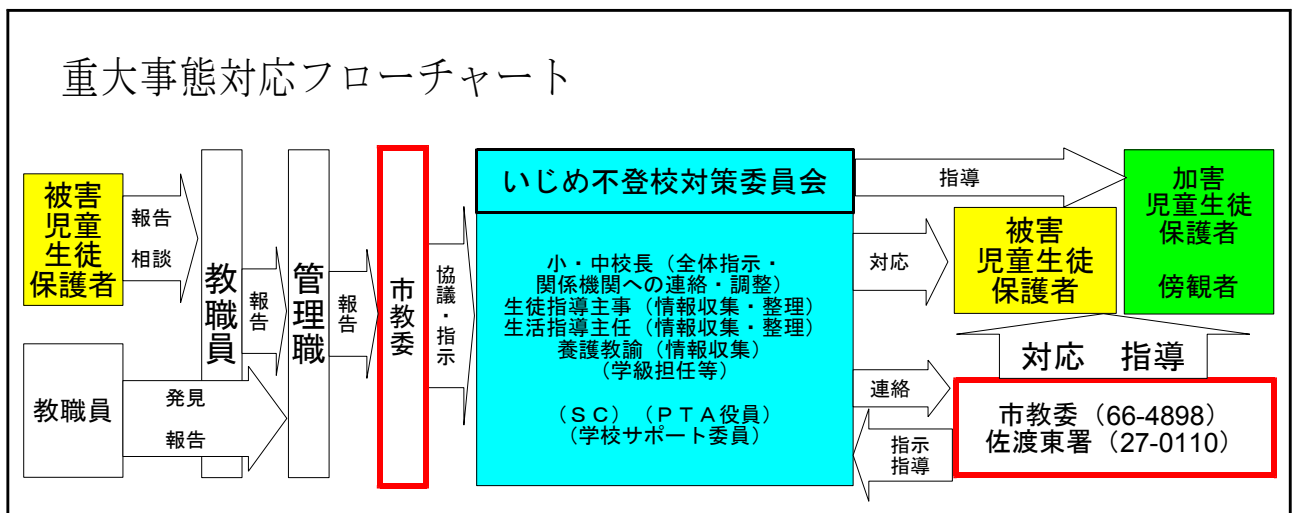 重大事態対応フローチャート
被害
児童
生徒
保護者
報告
相談
教職員
発見
報告
教職員
報告
管理職
報告
市教委
協議・指示
いじめ不登校対策委員会
小・中校長（全体指示・
関係機関への連絡・調整）
生徒指導主事（情報収集・整理）
生活指導主任（情報収集・整理）
養護教諭（情報収集）
（学級担任等）
（ＳＣ）（ＰＴＡ役員）
（学校サポート委員）
指導
対応
連絡
指示
指導
被害
児童生徒
保護者
加害
児童生徒
保護者
傍観者
対応　指導
市教委（66-4898）
佐渡東署（27-0110）